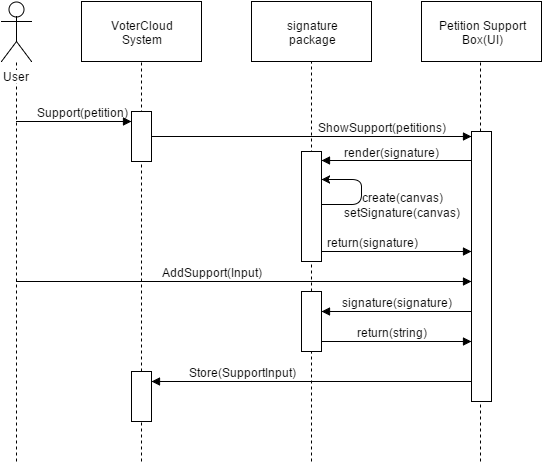 VoterCloud
System
signature
package
Petition Support
Box(UI)
User
Support(petition)
ShowSupport(petitions)
render(signature)
create(canvas)
setSignature(canvas)
return(signature)
AddSupport(Input)
signature(signature)
return(string)
Store(SupportInput)